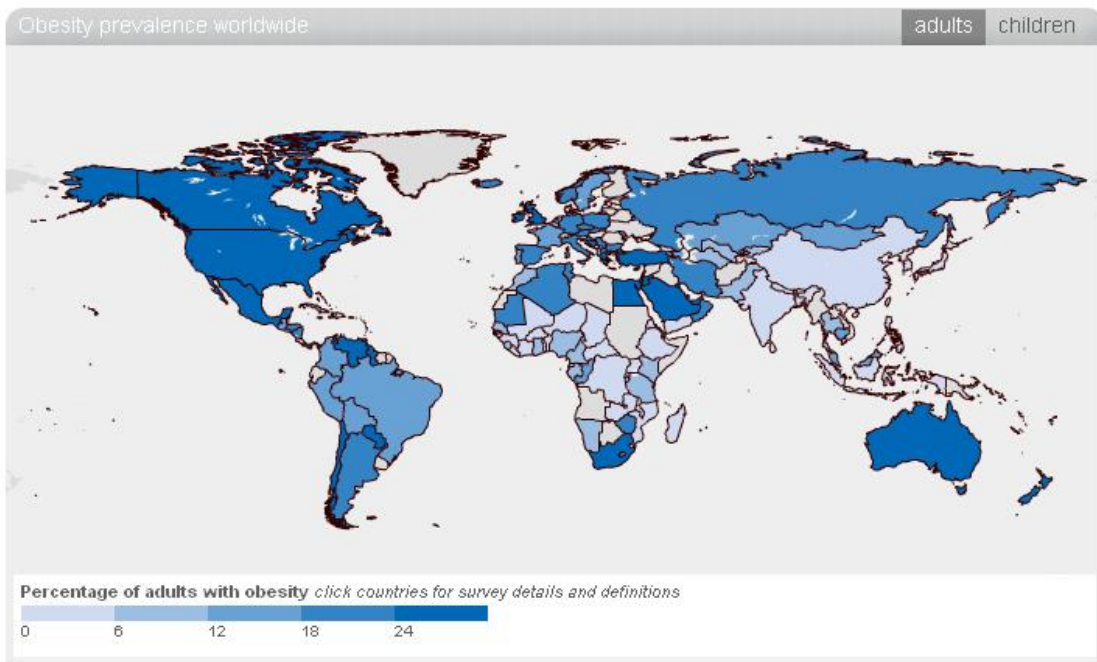 Obesity prevalence worldwide adults children
Percentage of adults with obesity click countries for survey details and definitions
0 6 12 18 24